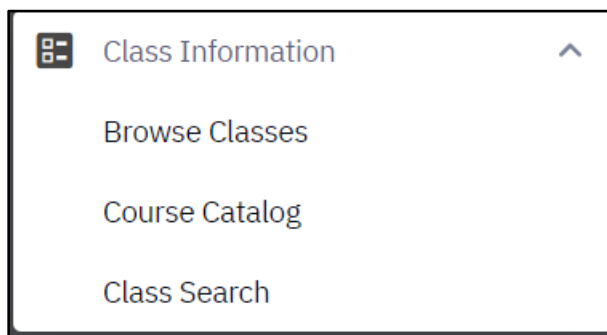 Class Information
Browse Classes
Course Catalog
Class Search